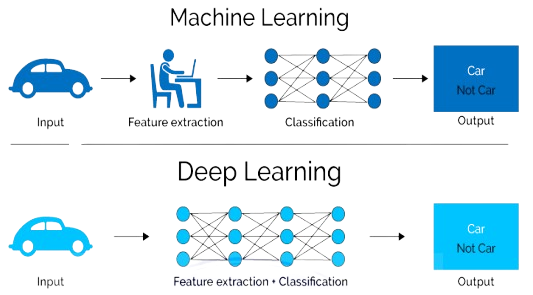 Machine Learning
Car
Not Car
Input
Feature extraction
Classification
Output
Deep Learning
Car
Not Car
Input
Feature extraction + Classification
Output